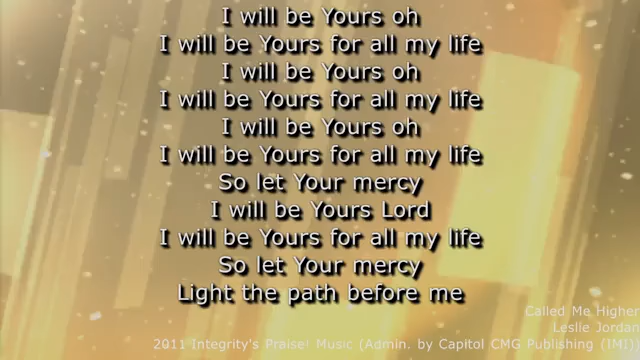 I will be Yours oh
I will be Yours for all my life
I will be Yours oh
I will be Yours for all my life
I will be Yours oh
I will be Yours for all my life
So let Your mercy
I will be Yours Lord
I will be Yours for all my life
So let Your mercy
Light the path before me
Called Me Higher
Leslie Jordan
2011 Integrity's Praise! Music (Admin. by Capitol CMG Publishing (IMI))